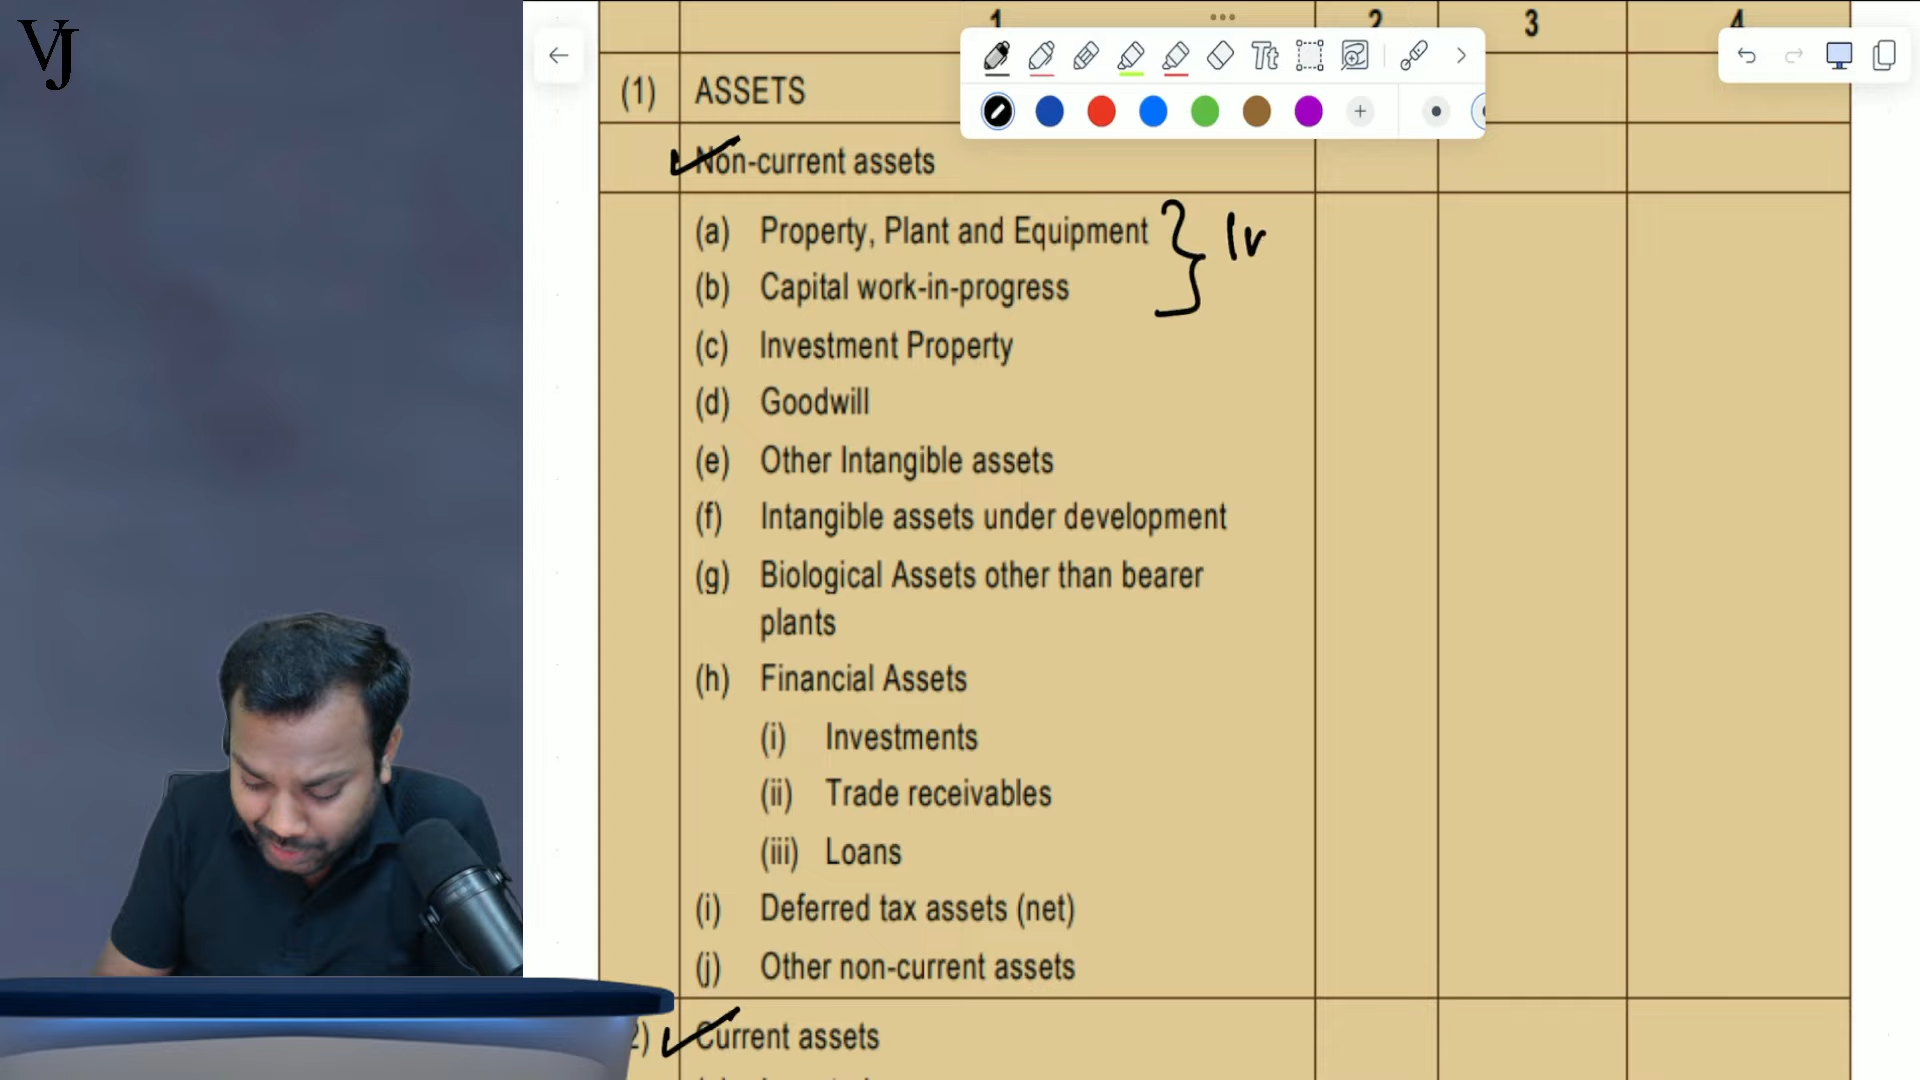 VJ
1 2 3 4
(1) ASSETS
Non-current assets
(a) Property, Plant and Equipment
(b) Capital work-in-progress
(c) Investment Property
(d) Goodwill
(e) Other Intangible assets
(f) Intangible assets under development
(g) Biological Assets other than bearer
plants
(h) Financial Assets
(i) Investments
(ii) Trade receivables
(iii) Loans
(i) Deferred tax assets (net)
(j) Other non-current assets
2) Current assets